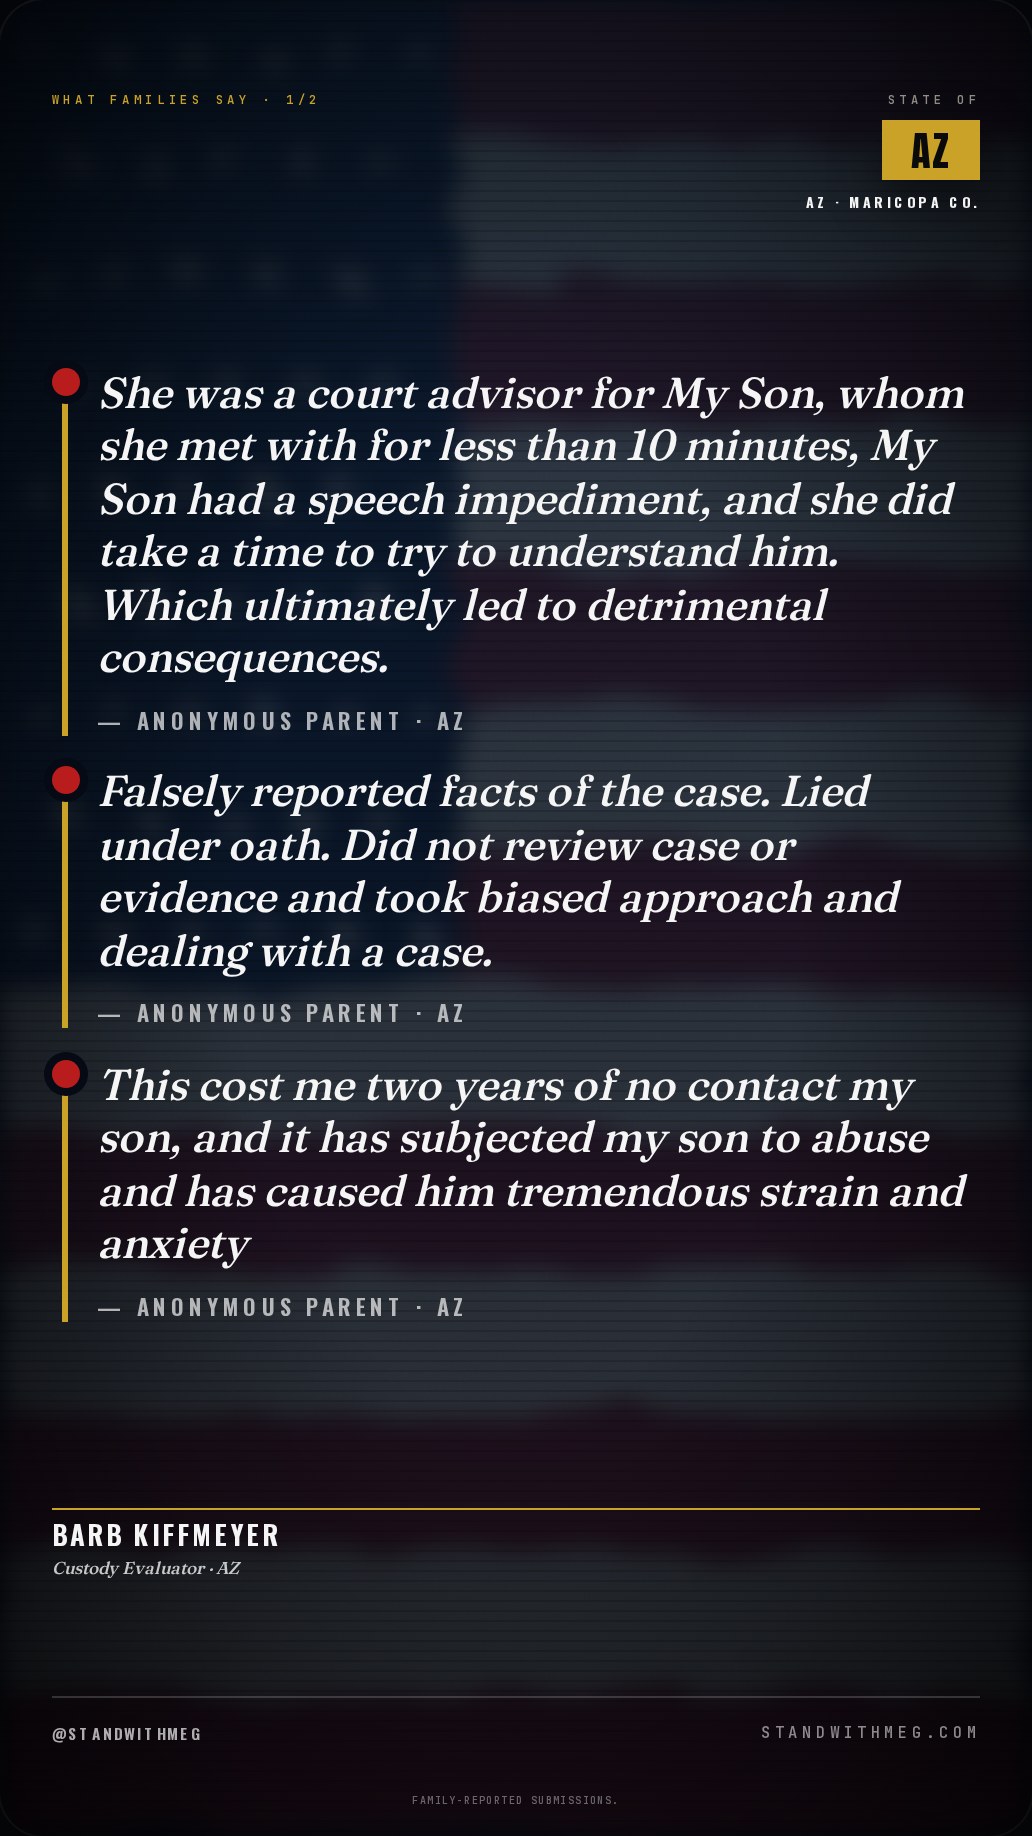 WHAT FAMILIES SAY · 1/2
STATE OF
AZ
AZ · MARICOPA CO.
She was a court advisor for My Son, whom
she met with for less than 10 minutes, My
Son had a speech impediment, and she did
take a time to try to understand him.
Which ultimately led to detrimental
consequences.
— ANONYMOUS PARENT · AZ
Falsely reported facts of the case. Lied
under oath. Did not review case or
evidence and took biased approach and
dealing with a case.
— ANONYMOUS PARENT · AZ
This cost me two years of no contact my
son, and it has subjected my son to abuse
and has caused him tremendous strain and
anxiety
— ANONYMOUS PARENT · AZ
BARB KIFFMEYER
Custody Evaluator · AZ
@STANDWITHMEG
STANDWITHMEG.COM
FAMILY-REPORTED SUBMISSIONS.